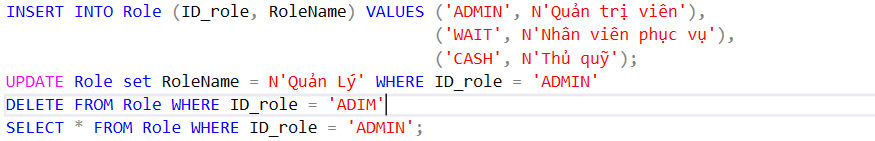 INSERT INTO Role (ID_role, RoleName) VALUES ('ADMIN', N'Quản trị viên'),
('WAIT', N'Nhân viên phục vụ'),
('CASH', N'Thủ quỹ');
UPDATE Role set RoleName = N'Quản Lý' WHERE ID_role = 'ADMIN'
DELETE FROM Role WHERE ID_role = 'ADIM'
SELECT * FROM Role WHERE ID_role = 'ADMIN';